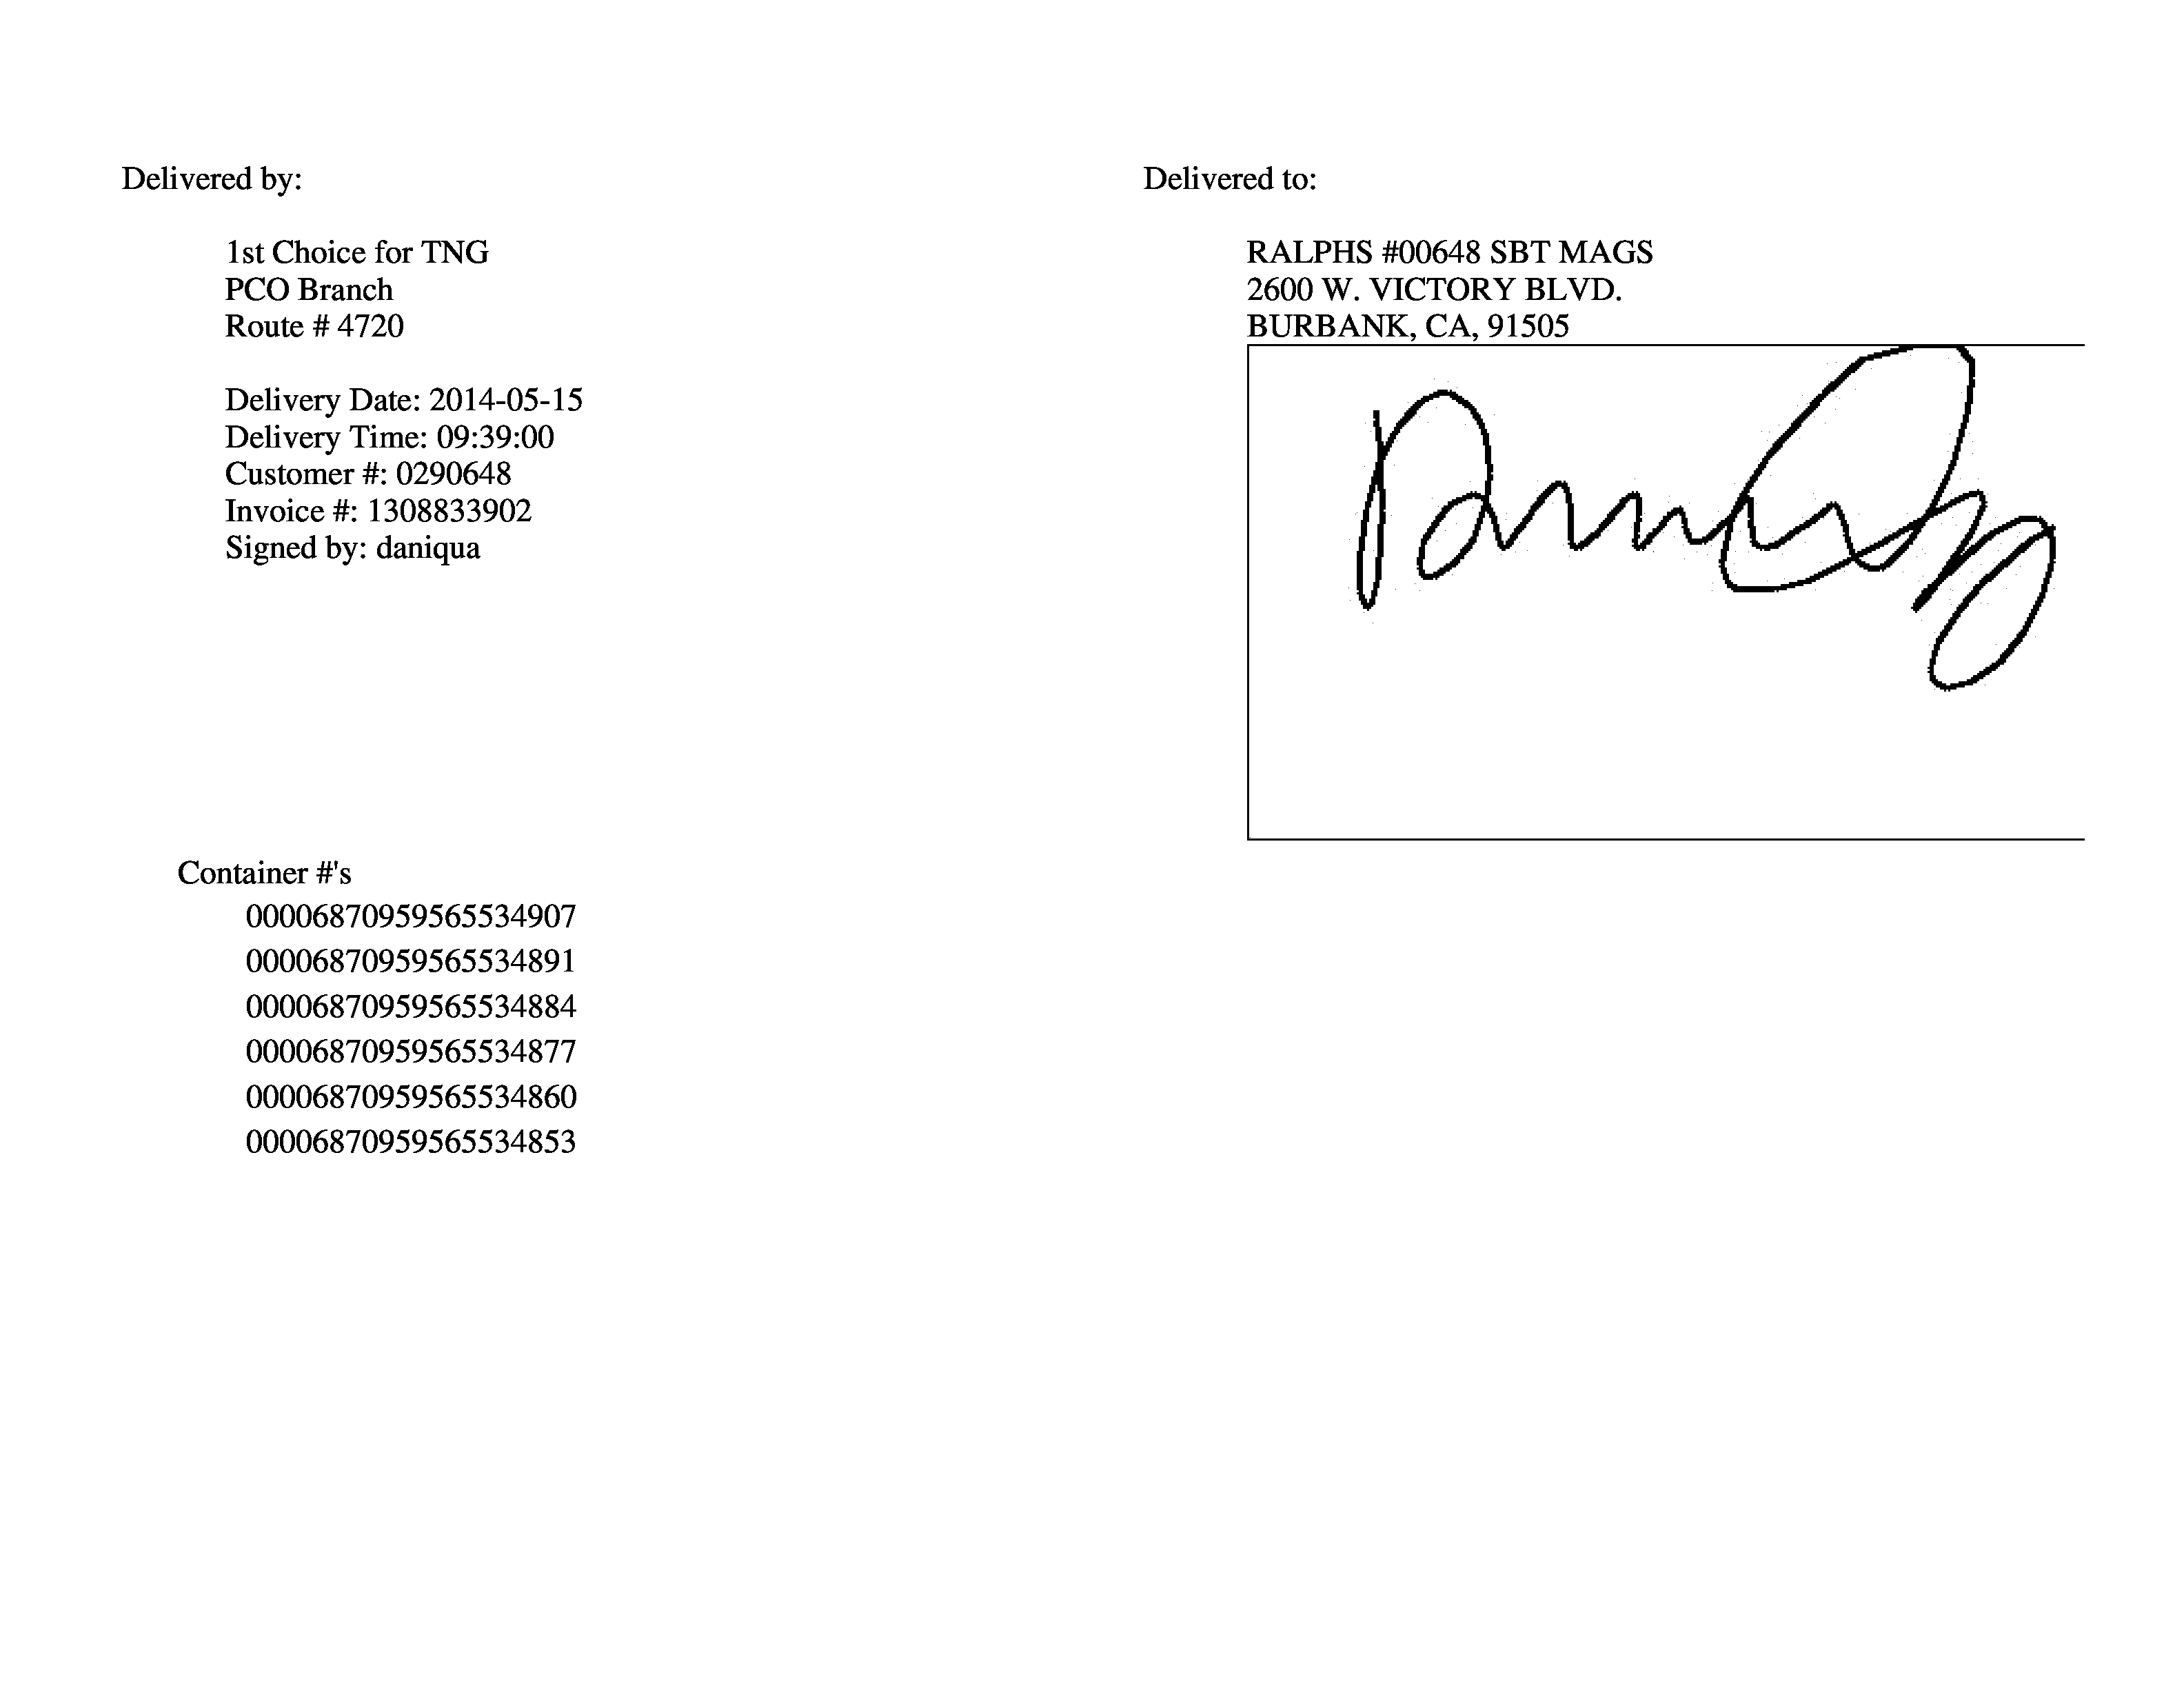 Delivered by:
1st Choice for TNG
PCO Branch
Route # 4720
Delivery Date: 2014-05-15
Delivery Time: 09:39:00
Customer #: 0290648
Invoice #: 1308833902
Signed by: daniqua
Delivered to:
RALPHS #00648 SBT MAGS
2600 W. VICTORY BLVD.
BURBANK, CA, 91505
Container #'s
00006870959565534907
00006870959565534891
00006870959565534884
00006870959565534877
00006870959565534860
00006870959565534853